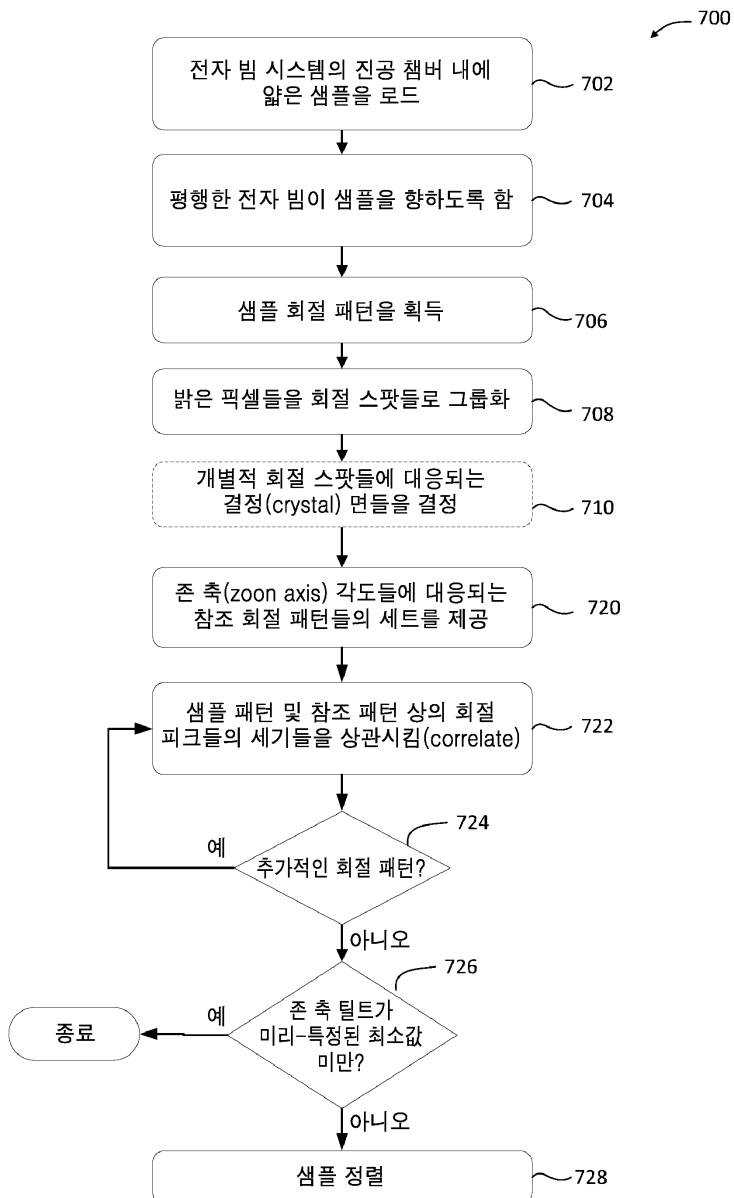 700
전자 빔 시스템의 진공 챔버 내에
얇은 샘플을 로드
702
평행한 전자 빔이 샘플을 향하도록 함
704
샘플 회절 패턴을 획득
706
밝은 픽셀들을 회절 스팟들로 그룹화
708
개별적 회절 스팟들에 대응되는
결정(crystal) 면들을 결정
710
존 축(zoon axis) 각도들에 대응되는
참조 회절 패턴들의 세트를 제공
720
샘플 패턴 및 참조 패턴 상의 회절
피크들의 세기들을 상관시킴(correlate)
722
724
예
추가적인 회절 패턴?
아니오
726
존 축 틸트가
미리-특정된 최소값
미만?
예
종료
아니오
샘플 정렬
728